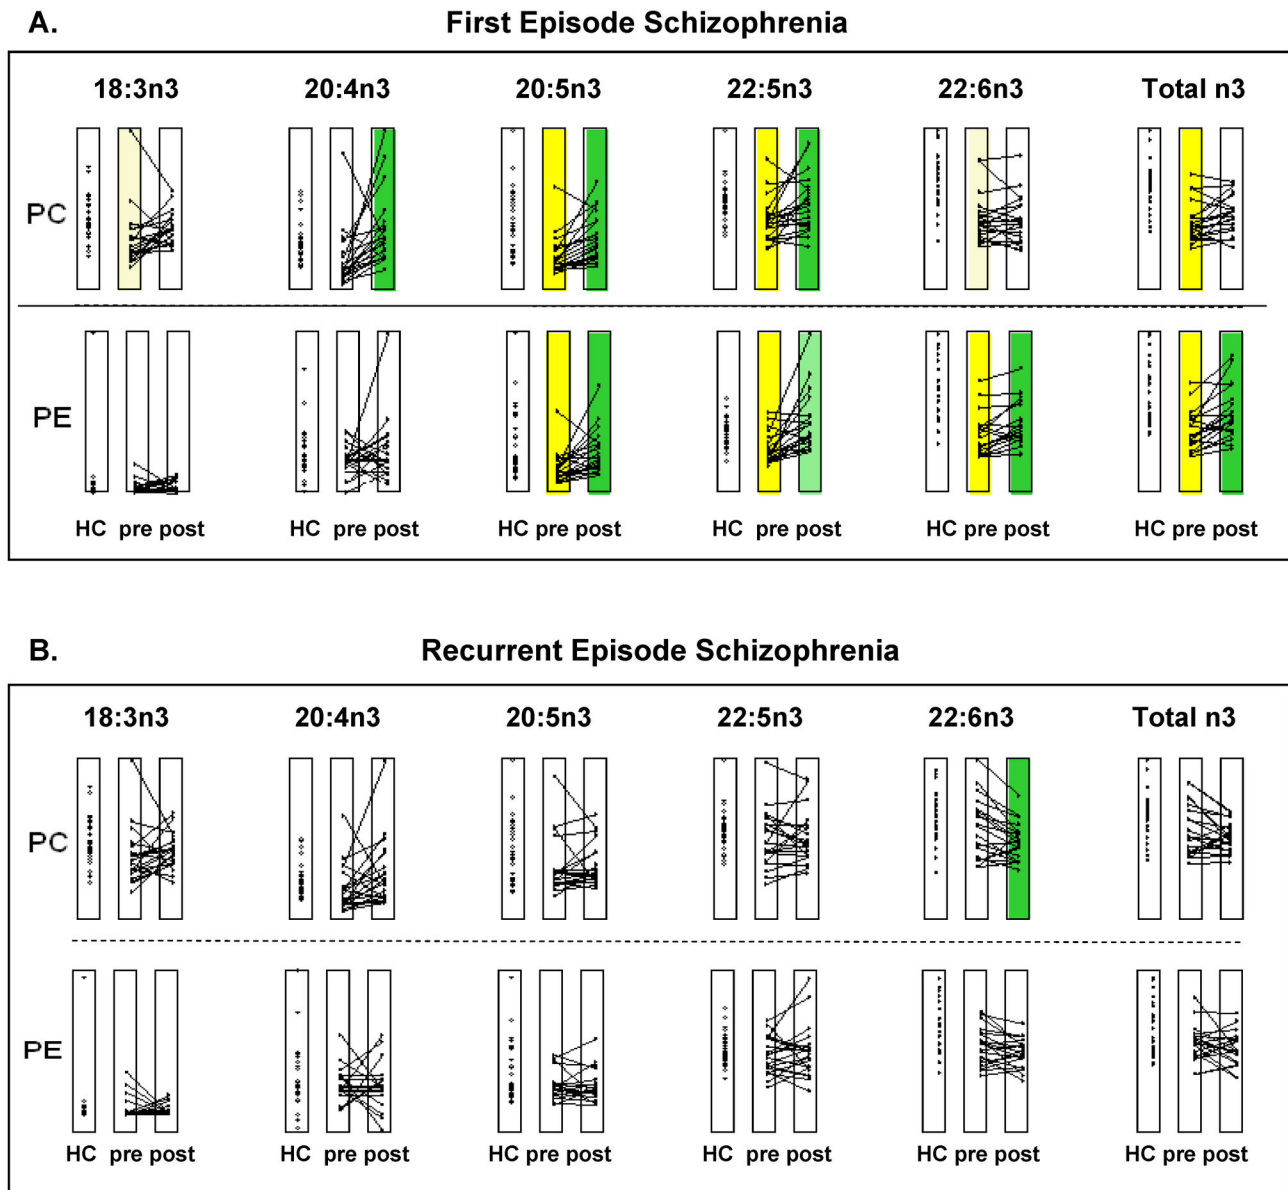 A. First Episode Schizophrenia
18:3n3 20:4n3 20:5n3 22:5n3 22:6n3 Total n3
PC
PE
HC pre post HC pre post HC pre post HC pre post HC pre post HC pre post
B. Recurrent Episode Schizophrenia
18:3n3 20:4n3 20:5n3 22:5n3 22:6n3 Total n3
PC
PE
HC pre post HC pre post HC pre post HC pre post HC pre post HC pre post